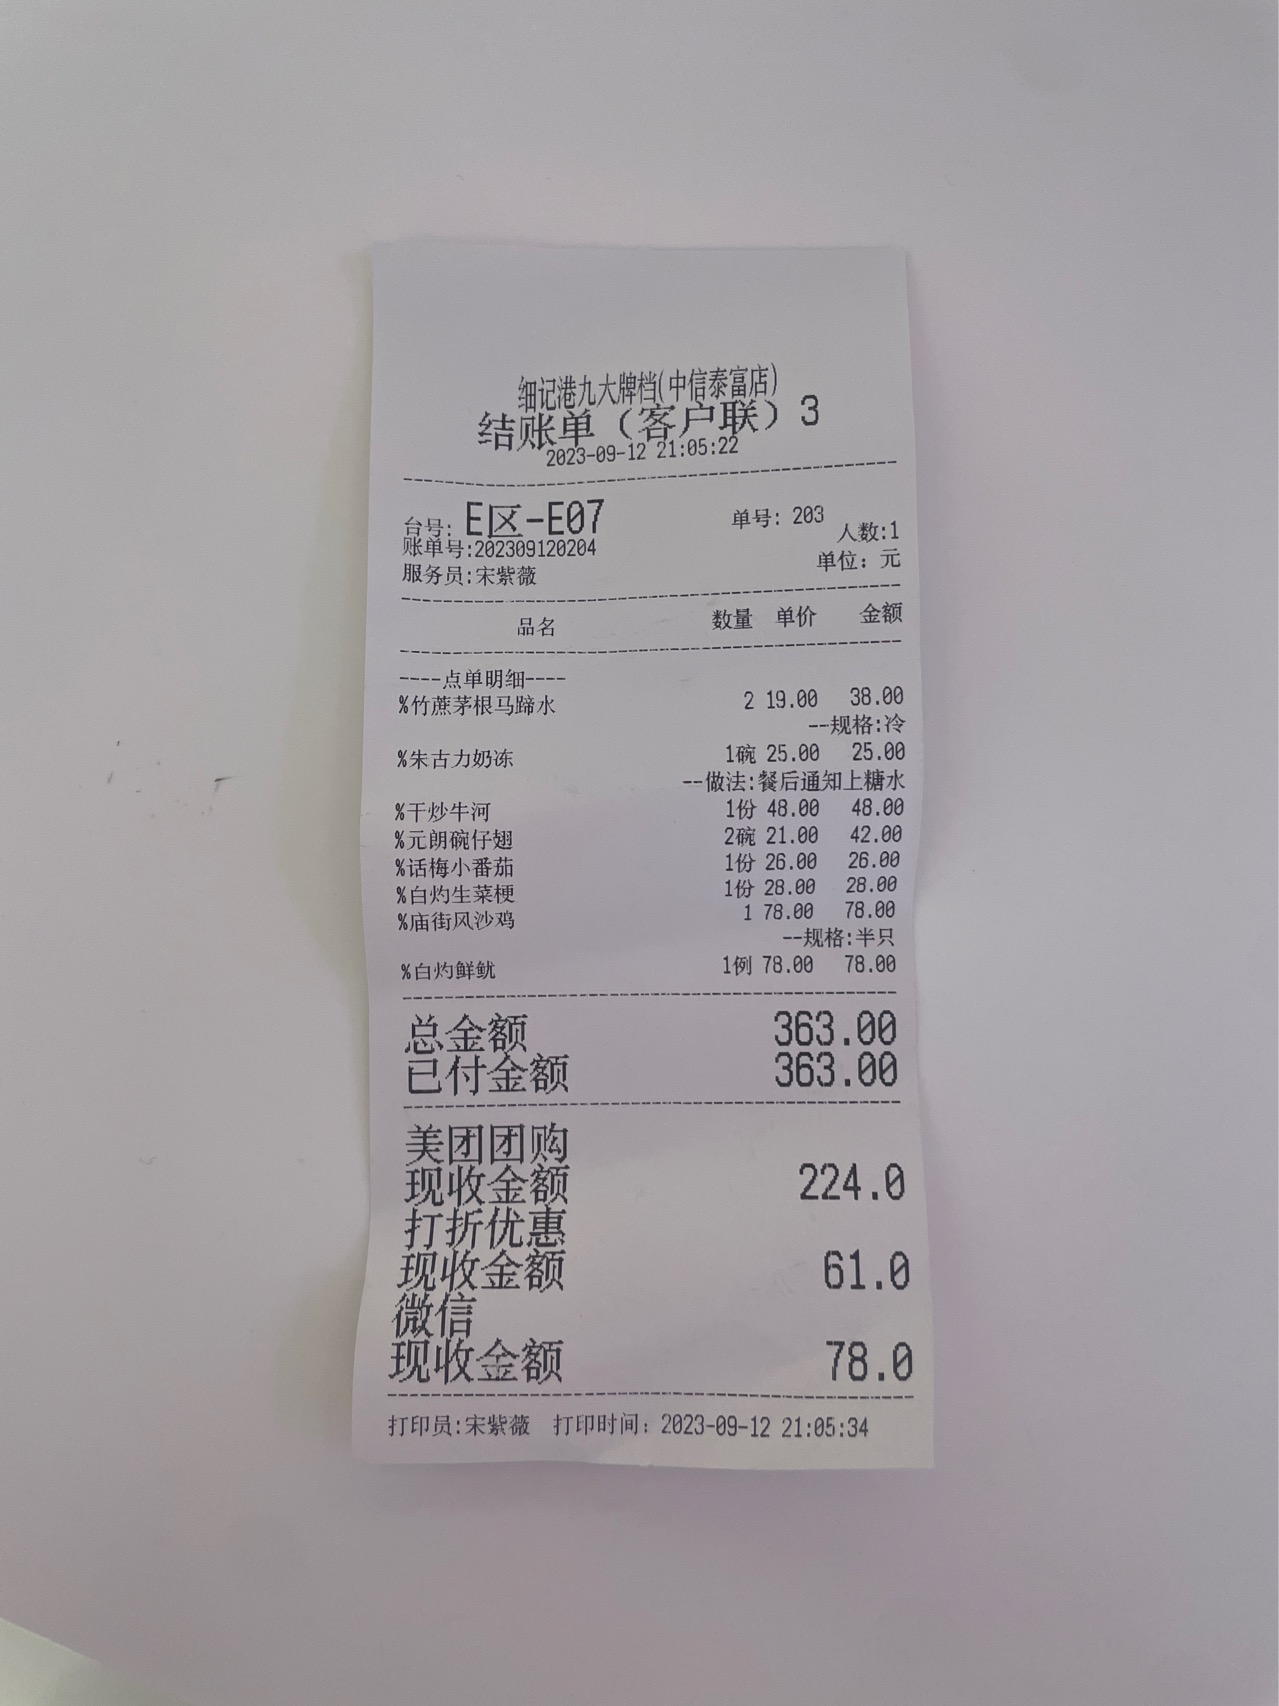 细记港九大牌档(中信泰富店)
结账单（客户联）3
2023-09-12 21:05:22
台号: E区-E07 单号: 203
人数:1
账单号:202309120204
单位: 元
服务员:宋紫薇
品名 数量 单价 金额
----点单明细----
%竹蔗茅根马蹄水 2 19.00 38.00
--规格:冷
%朱古力奶冻 1碗 25.00 25.00
--做法:餐后通知上糖水
%干炒牛河 1份 48.00 48.00
%元朗碗仔翅 2碗 21.00 42.00
%话梅小番茄 1份 26.00 26.00
%白灼生菜梗 1份 28.00 28.00
%庙街风沙鸡 1 78.00 78.00
--规格:半只
%白灼鲜鱿 1例 78.00 78.00
总金额 363.00
已付金额 363.00
美团团购
现收金额 224.0
打折优惠
现收金额 61.0
微信
现收金额 78.0
打印员:宋紫薇 打印时间: 2023-09-12 21:05:34